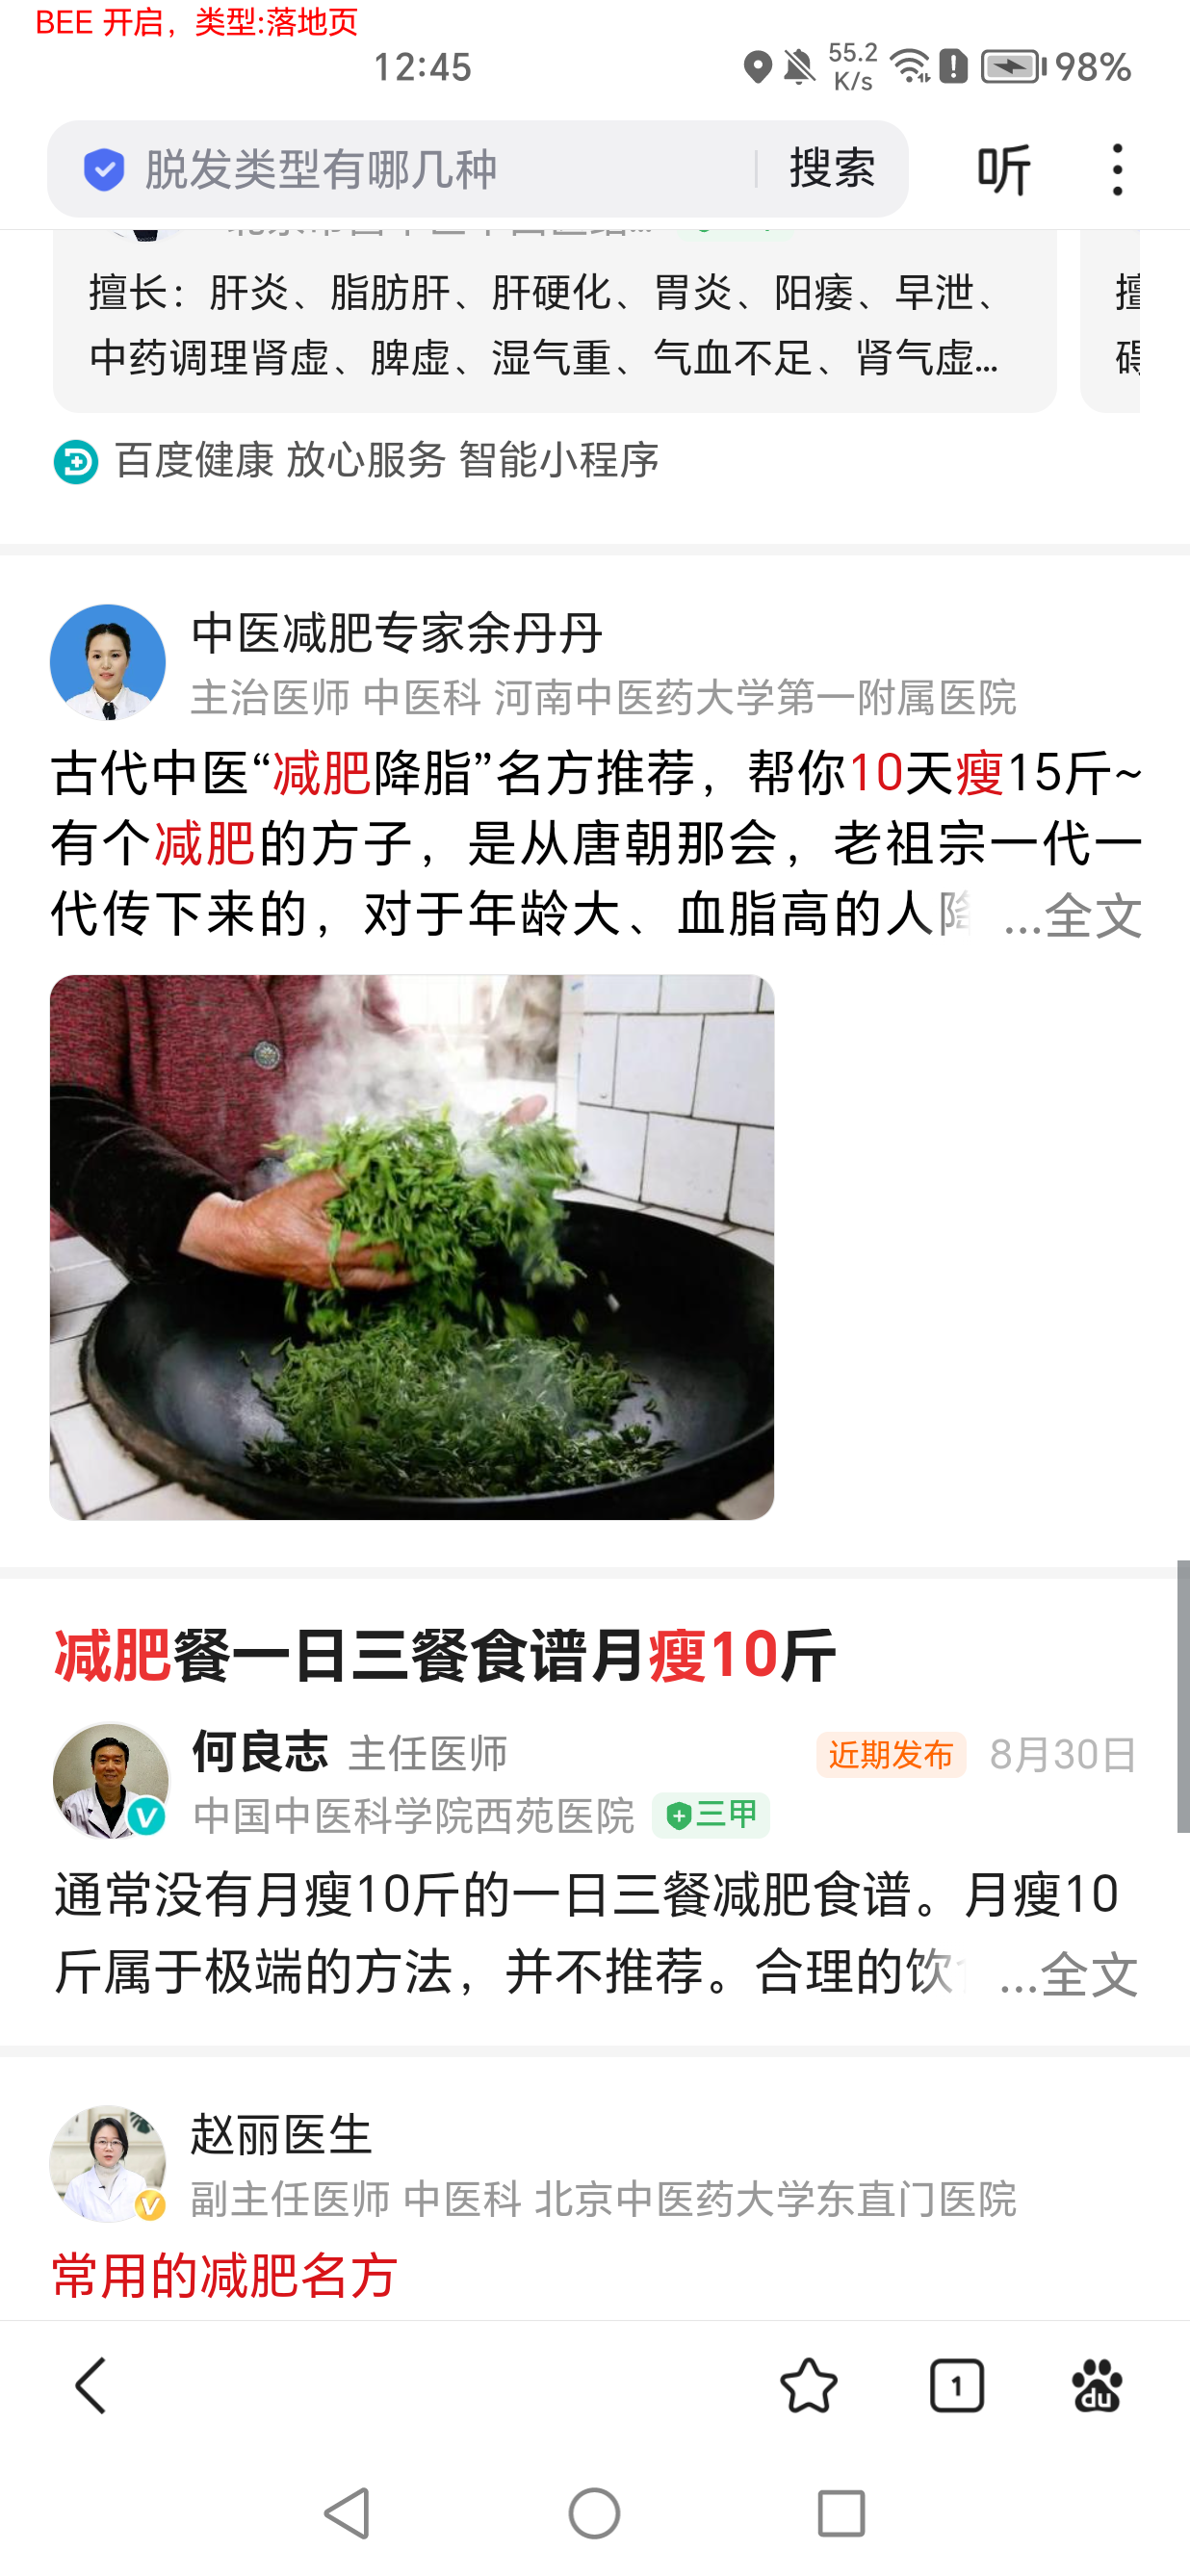 BEE 开启，类型:落地页
12:45
55.2
K/s
98%
脱发类型有哪几种
搜索
听
擅长：肝炎、脂肪肝、肝硬化、胃炎、阳痿、早泄、
中药调理肾虚、脾虚、湿气重、气血不足、肾气虚...
百度健康 放心服务 智能小程序
中医减肥专家余丹丹
主治医师 中医科 河南中医药大学第一附属医院
古代中医“减肥降脂”名方推荐，帮你10天瘦15斤~
有个减肥的方子，是从唐朝那会，老祖宗一代一
代传下来的，对于年龄大、血脂高的人 ...全文
减肥餐一日三餐食谱月瘦10斤
何良志 主任医师 近期发布 8月30日
中国中医科学院西苑医院 三甲
通常没有月瘦10斤的一日三餐减肥食谱。月瘦10
斤属于极端的方法，并不推荐。合理的饮 ...全文
赵丽医生
副主任医师 中医科 北京中医药大学东直门医院
常用的减肥名方
1
du